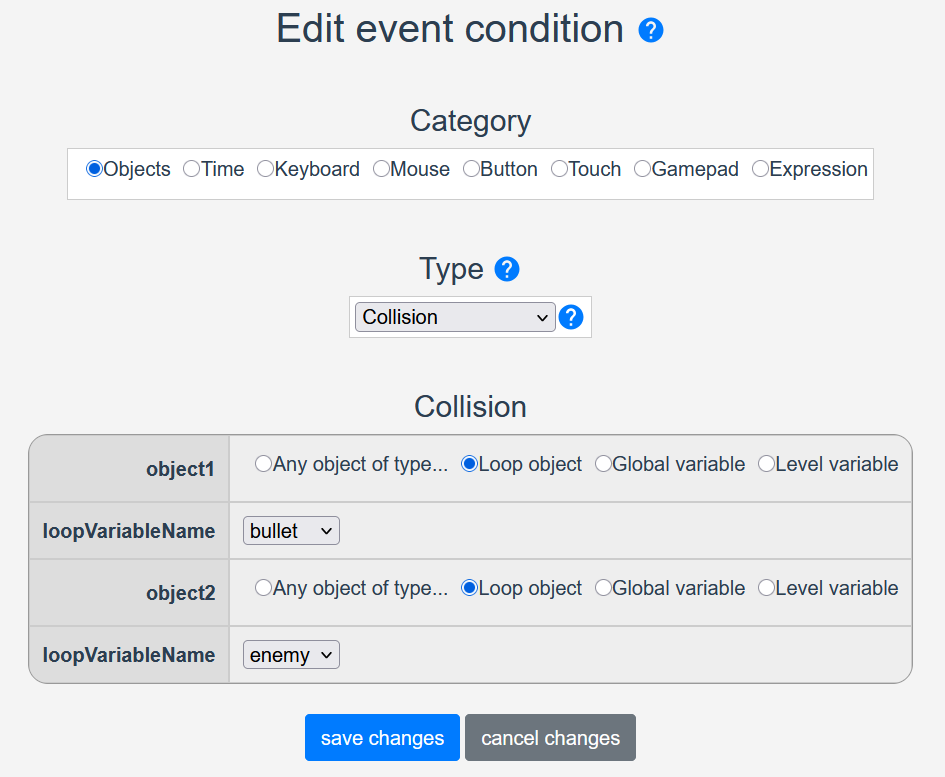 Edit event condition ?
Category
Objects Time Keyboard Mouse Button Touch Gamepad Expression
Type ?
Collision ?
Collision
object1 Any object of type... Loop object Global variable Level variable
loopVariableName bullet
object2 Any object of type... Loop object Global variable Level variable
loopVariableName enemy
save changes cancel changes